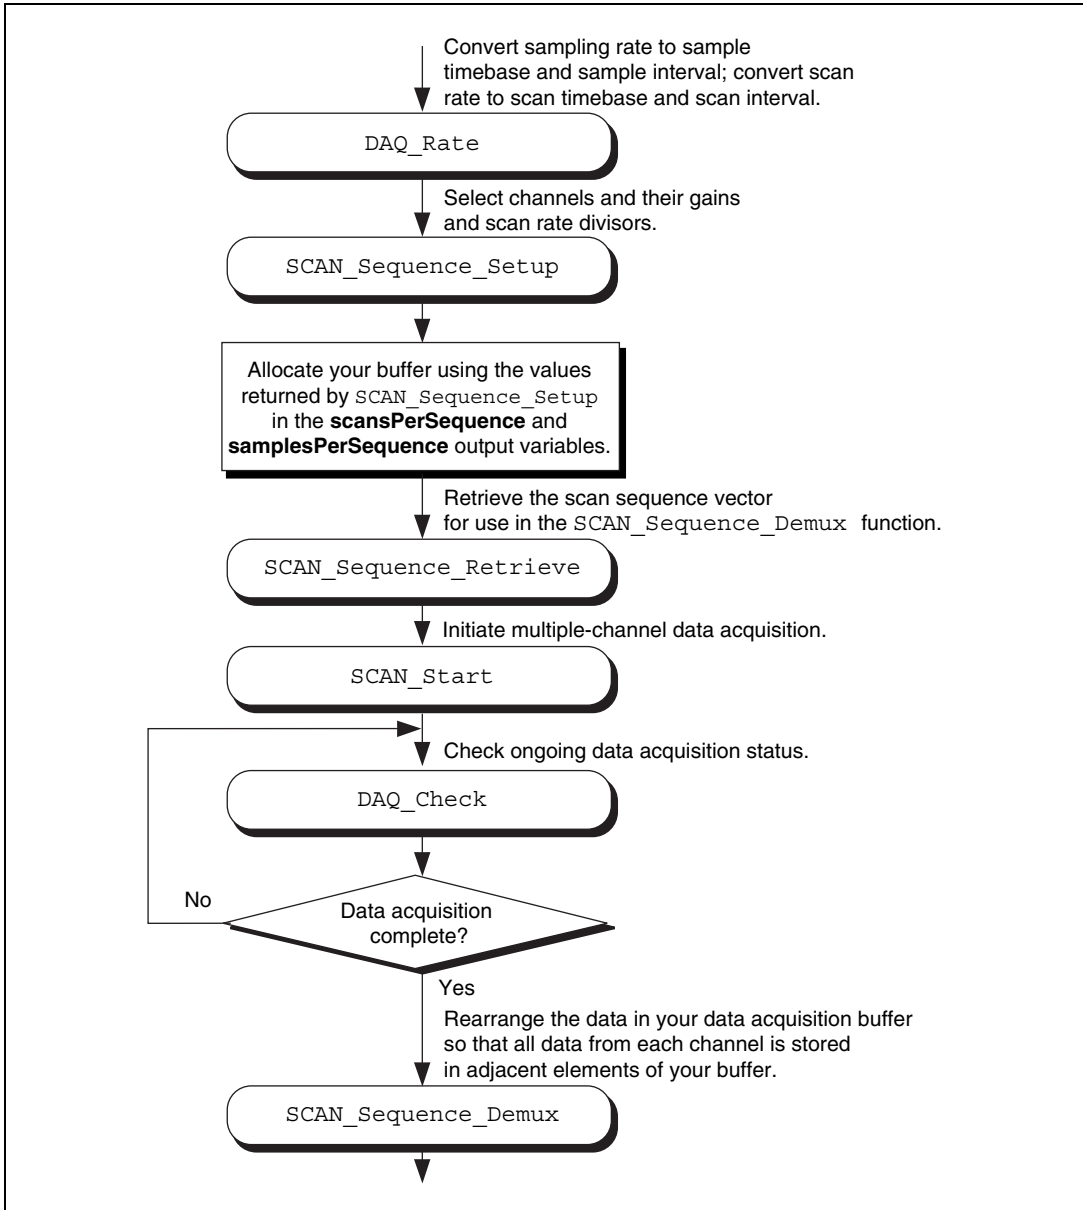 Convert sampling rate to sample
timebase and sample interval; convert scan
rate to scan timebase and scan interval.
DAQ_Rate
Select channels and their gains
and scan rate divisors.
SCAN_Sequence_Setup
Allocate your buffer using the values
returned by SCAN_Sequence_Setup
in the scansPerSequence and
samplesPerSequence output variables.
Retrieve the scan sequence vector
for use in the SCAN_Sequence_Demux function.
SCAN_Sequence_Retrieve
Initiate multiple-channel data acquisition.
SCAN_Start
Check ongoing data acquisition status.
DAQ_Check
No
Data acquisition
complete?
Yes
Rearrange the data in your data acquisition buffer
so that all data from each channel is stored
in adjacent elements of your buffer.
SCAN_Sequence_Demux